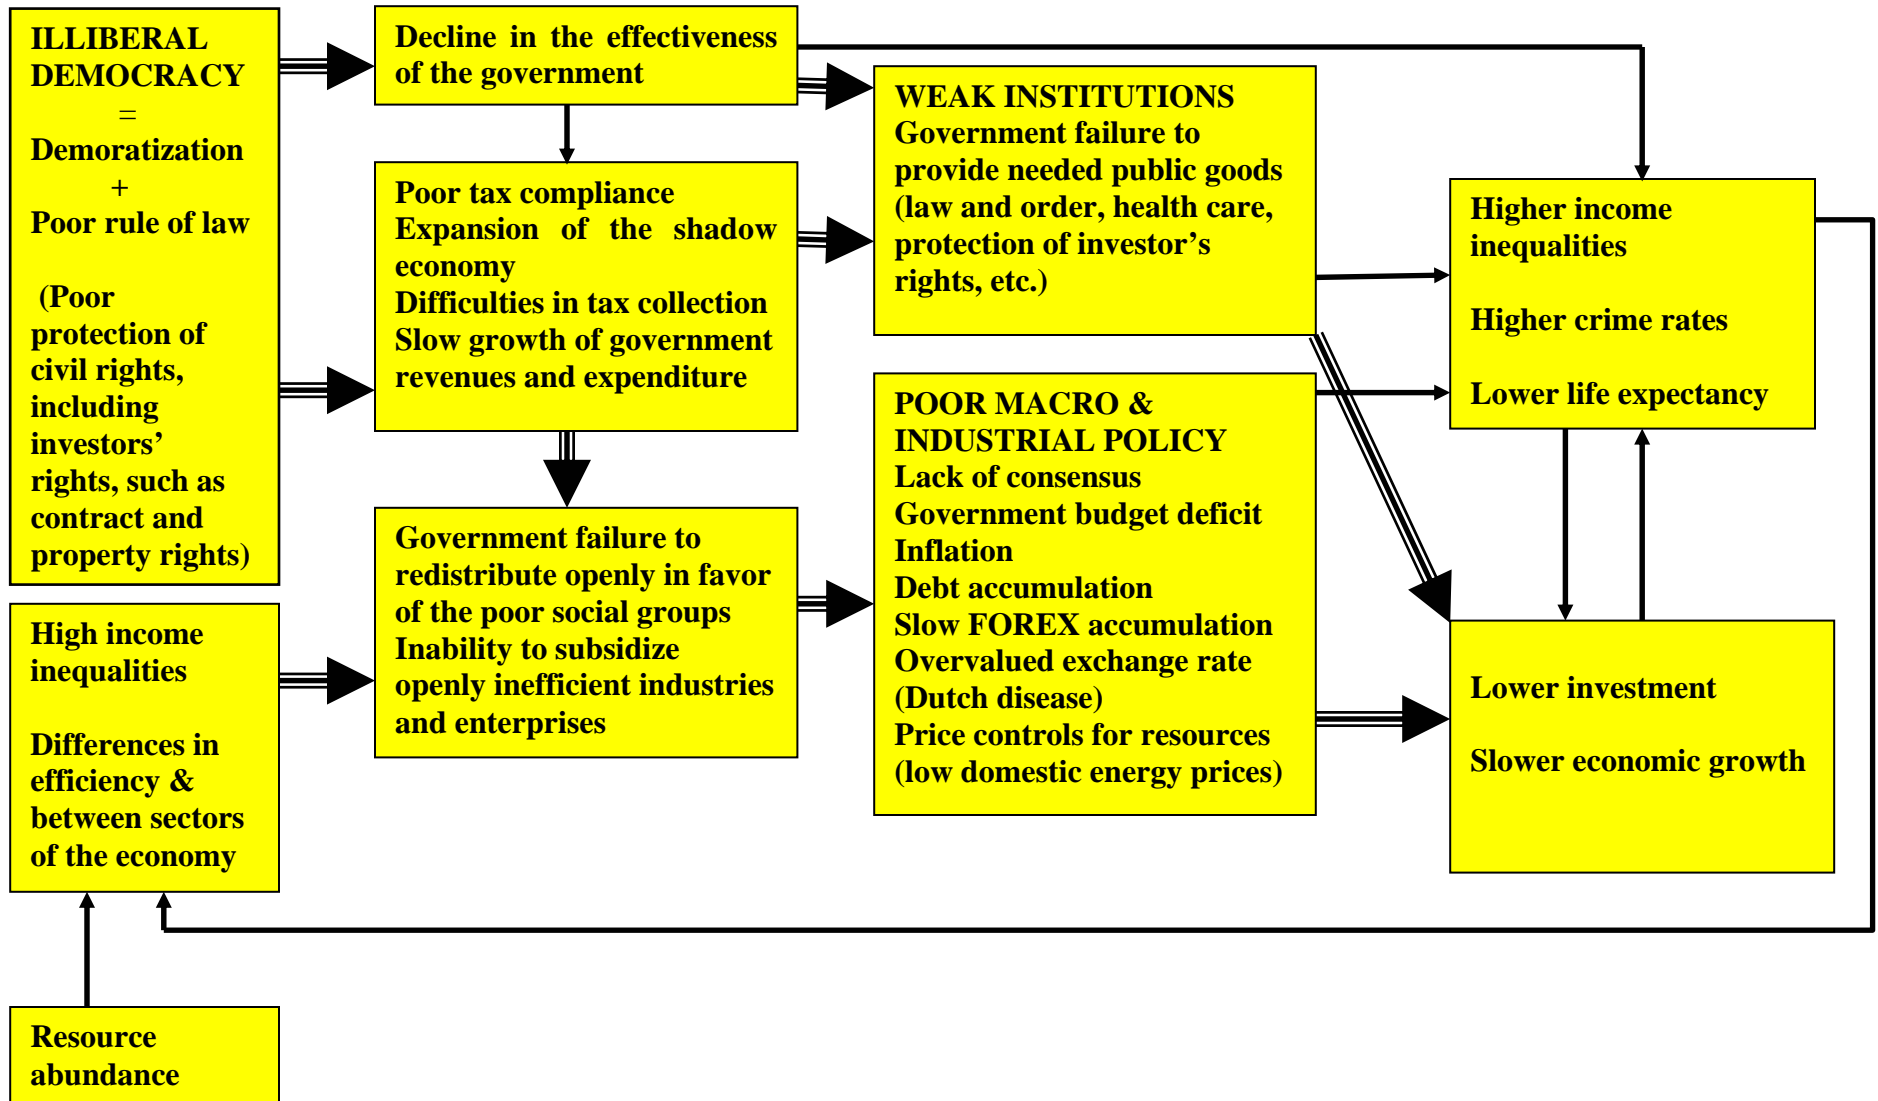 ILLIBERAL
DEMOCRACY
=
Demoratization
+
Poor rule of law
(Poor
protection of
civil rights,
including
investors’
rights, such as
contract and
property rights)
High income
inequalities
Differences in
efficiency &
between sectors
of the economy
Resource
abundance
Decline in the effectiveness
of the government
Poor tax compliance
Expansion of the shadow
economy
Difficulties in tax collection
Slow growth of government
revenues and expenditure
Government failure to
redistribute openly in favor
of the poor social groups
Inability to subsidize
openly inefficient industries
and enterprises
WEAK INSTITUTIONS
Government failure to
provide needed public goods
(law and order, health care,
protection of investor’s
rights, etc.)
POOR MACRO &
INDUSTRIAL POLICY
Lack of consensus
Government budget deficit
Inflation
Debt accumulation
Slow FOREX accumulation
Overvalued exchange rate
(Dutch disease)
Price controls for resources
(low domestic energy prices)
Higher income
inequalities
Higher crime rates
Lower life expectancy
Lower investment
Slower economic growth